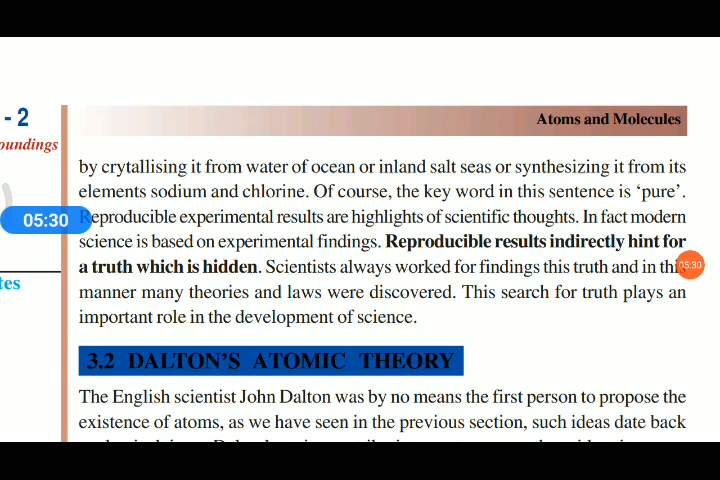 - 2
Atoms and Molecules
oundings
by crytallising it from water of ocean or inland salt seas or synthesizing it from its
elements sodium and chlorine. Of course, the key word in this sentence is ‘pure’.
Reproducible experimental results are highlights of scientific thoughts. In fact modern
05:30
science is based on experimental findings. Reproducible results indirectly hint for
a truth which is hidden. Scientists always worked for findings this truth and in this
05:30
tes
manner many theories and laws were discovered. This search for truth plays an
important role in the development of science.
3.2 DALTON’S ATOMIC THEORY
The English scientist John Dalton was by no means the first person to propose the
existence of atoms, as we have seen in the previous section, such ideas date back